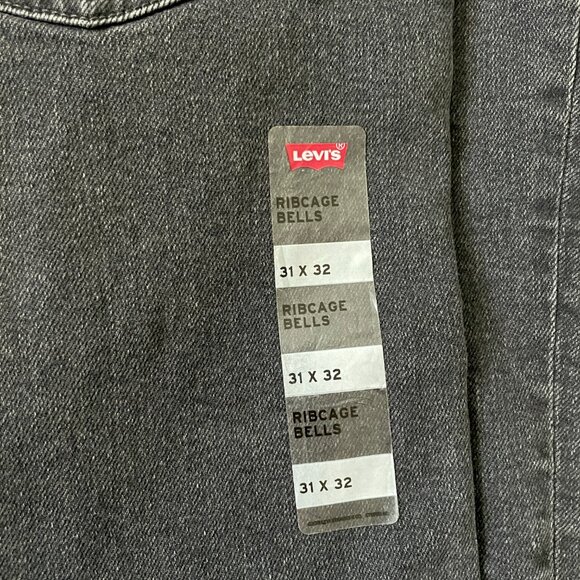 LEVI'S®
RIBCAGE
BELLS
31 X 32
RIBCAGE
BELLS
31 X 32
RIBCAGE
BELLS
31 X 32